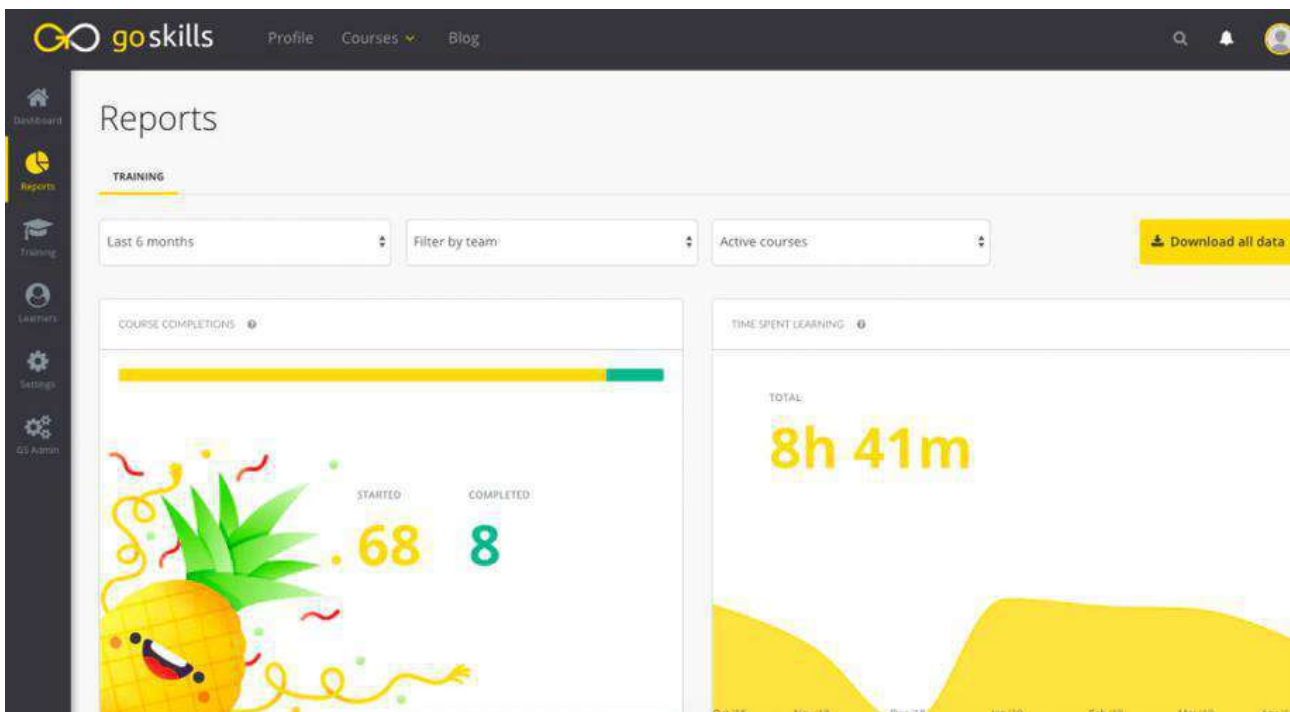 GO goskills Profile Courses Blog
Dashboard
Reports
Training
Learners
Settings
GS Admin
Reports
TRAINING
Last 6 months Filter by team Active courses Download all data
COURSE COMPLETIONS TIME SPENT LEARNING
TOTAL
8h 41m
STARTED COMPLETED
68 8